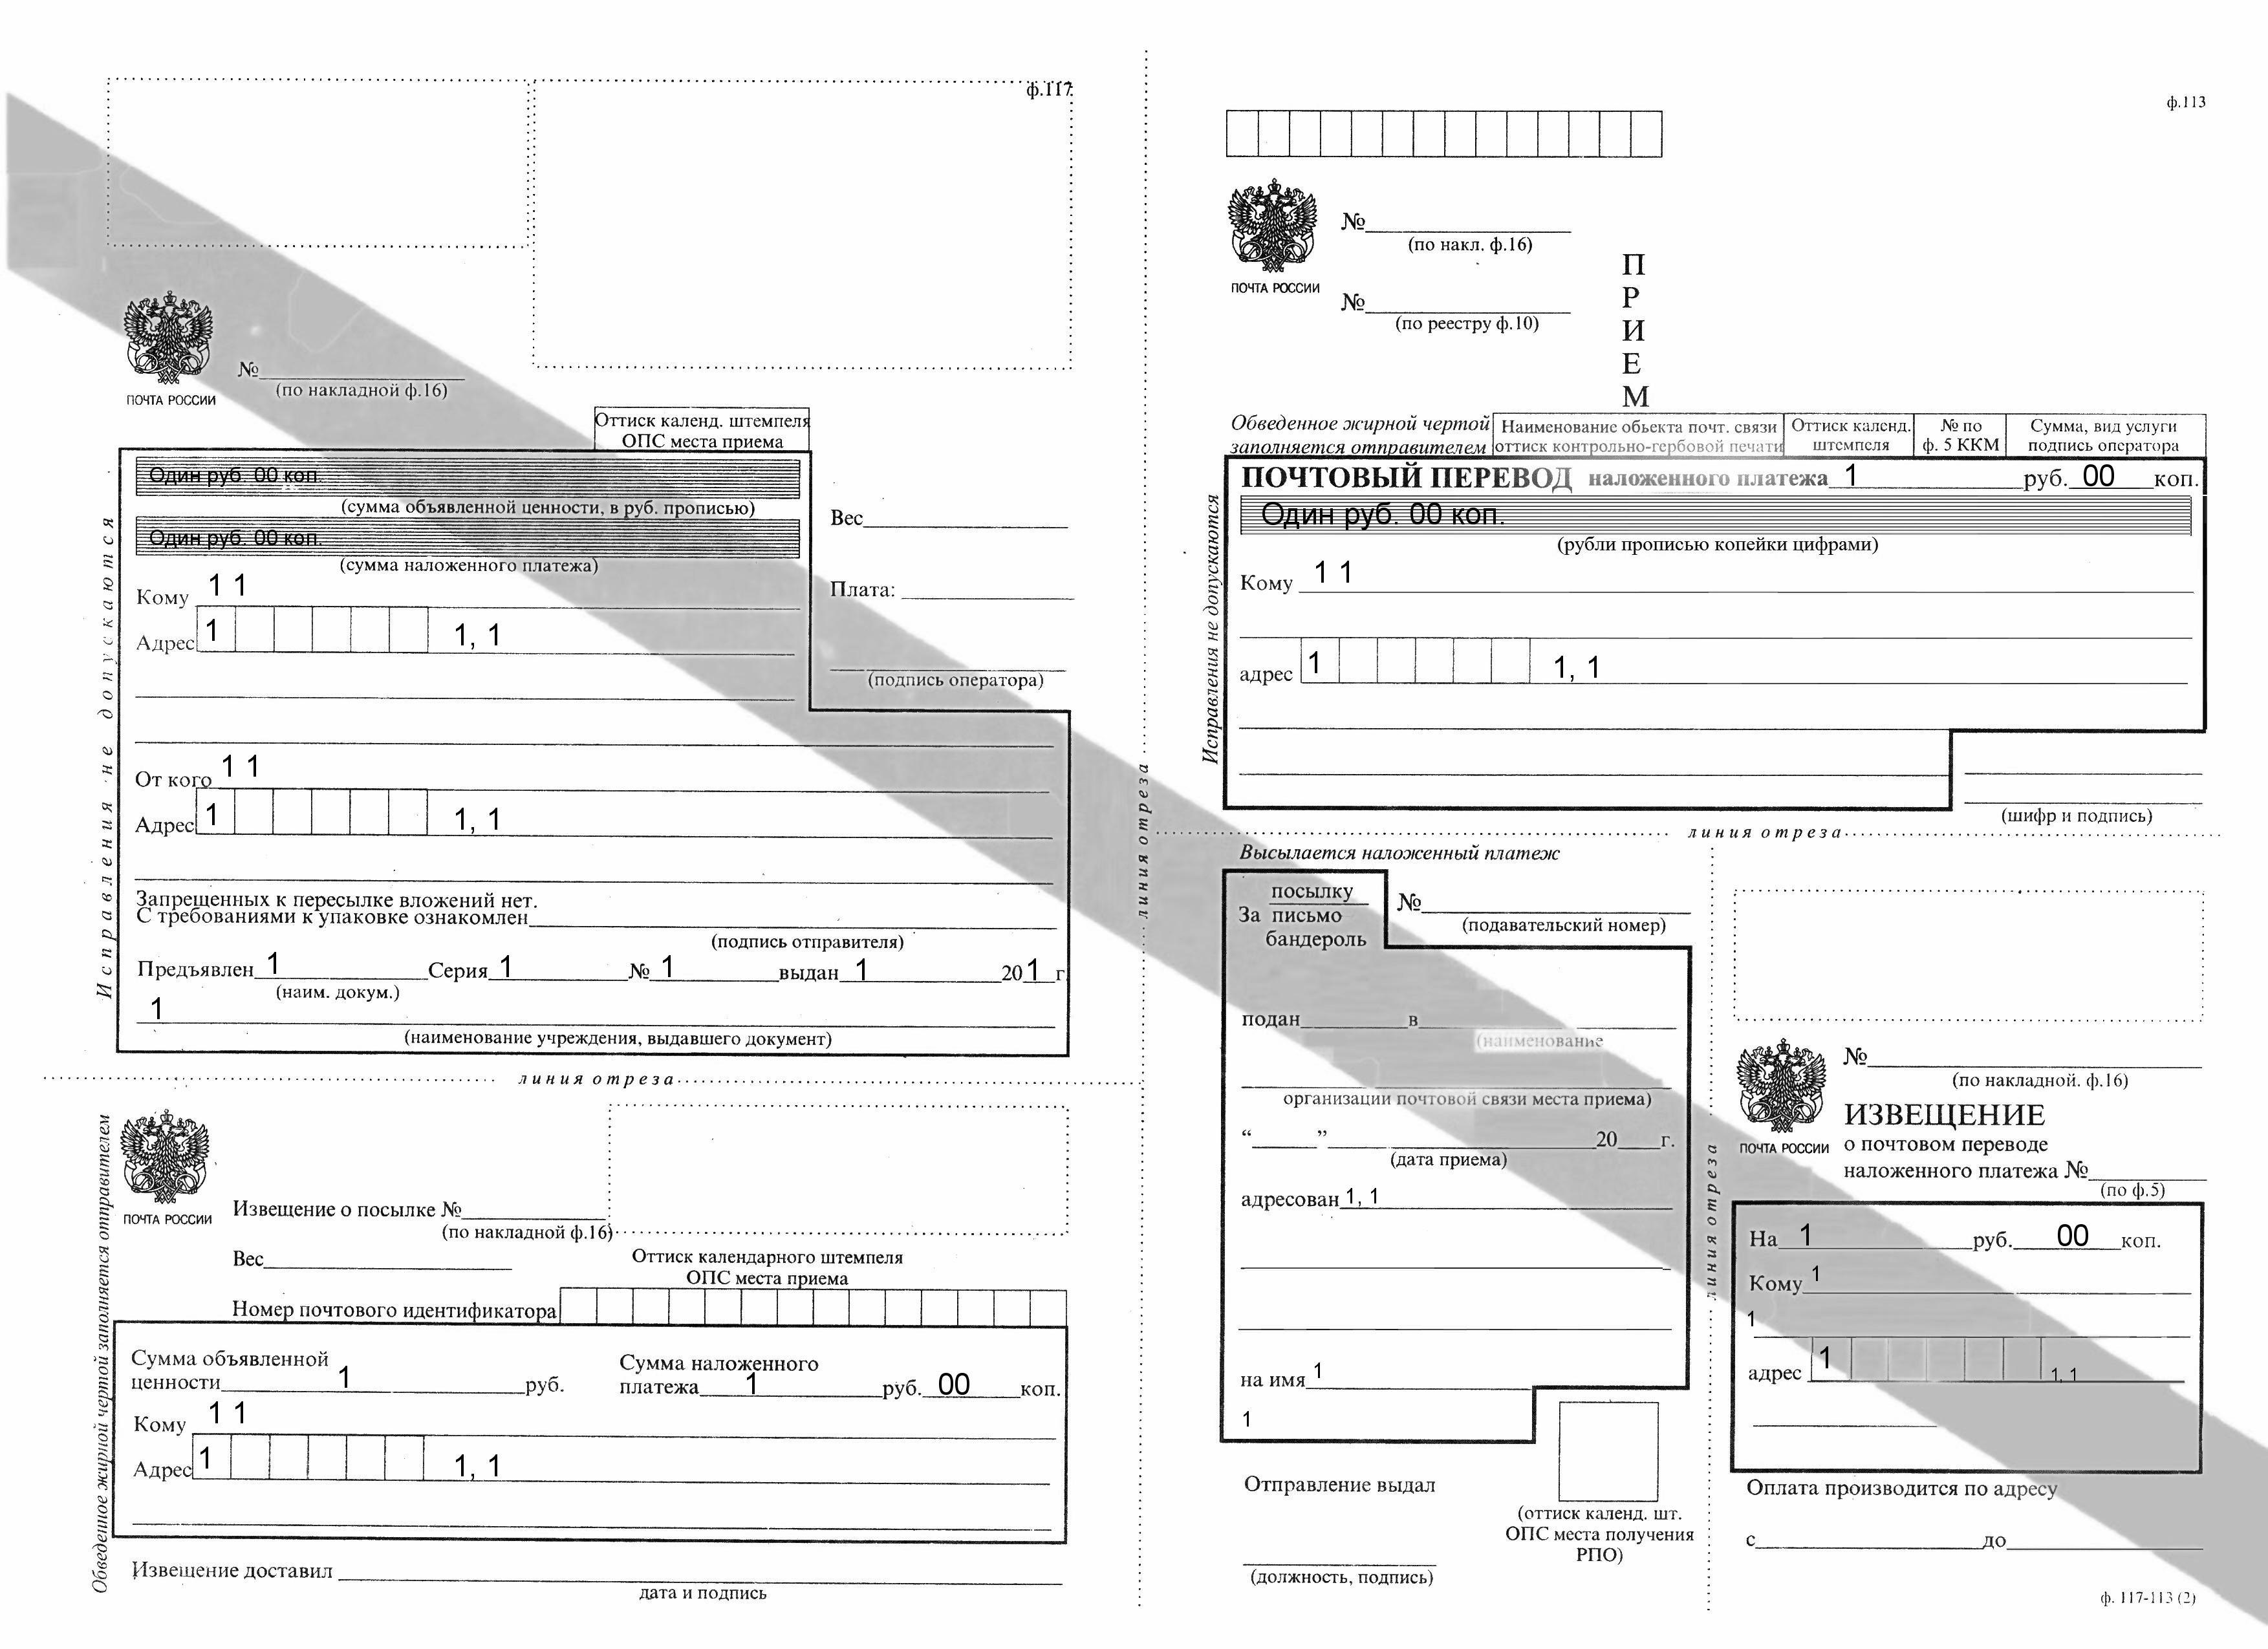 ф.117
№
(по накладной ф.16)
ПОЧТА РОССИИ
Оттиск календ. штемпеля
ОПС места приема
Исправления не допускаются
Один руб. 00 коп.
(сумма объявленной ценности, в руб. прописью)
Один руб. 00 коп.
(сумма наложенного платежа)
Вес
Плата:
(подпись оператора)
Кому 1 1
Адрес 1 1, 1
От кого 1 1
Адрес 1 1, 1
Запрещенных к пересылке вложений нет.
С требованиями к упаковке ознакомлен
(подпись отправителя)
Предъявлен 1 Серия 1 № 1 выдан 1 201 г.
(наим. докум.)
1
(наименование учреждения, выдавшего документ)
линия отреза
Обведенное жирной чертой заполняется отправителем
ПОЧТА РОССИИ
Извещение о посылке №
(по накладной ф.16)
Вес
Оттиск календарного штемпеля
ОПС места приема
Номер почтового идентификатора
Сумма объявленной
ценности 1 руб.
Сумма наложенного
платежа 1 руб. 00 коп.
Кому 1 1
Адрес 1 1, 1
Извещение доставил
дата и подпись
линия отреза
ф.113
ПОЧТА РОССИИ
№
(по накл. ф.16)
№
(по реестру ф.10)
ПРИЕМ
Обведенное жирной чертой
заполняется отправителем
Наименование обьекта почт. связи
оттиск контрольно-гербовой печати
Оттиск календ.
штемпеля
№ по
ф. 5 ККМ
Сумма, вид услуги
подпись оператора
Исправления не допускаются
ПОЧТОВЫЙ ПЕРЕВОД наложенного платежа 1 руб. 00 коп.
Один руб. 00 коп.
(рубли прописью копейки цифрами)
Кому 1 1
адрес 1 1, 1
(шифр и подпись)
линия отреза
Высылается наложенный платеж
посылку
За письмо
бандероль
№
(подавательский номер)
подан в
(наименование
организации почтовой связи места приема)
“ ” 20 г.
(дата приема)
адресован 1, 1
на имя 1
1
Отправление выдал
(должность, подпись)
(оттиск календ. шт.
ОПС места получения
РПО)
линия отреза
ПОЧТА РОССИИ
№
(по накладной. ф.16)
ИЗВЕЩЕНИЕ
о почтовом переводе
наложенного платежа №
(по ф.5)
На 1 руб. 00 коп.
Кому 1
1
адрес 1 1, 1
Оплата производится по адресу
с до
ф. 117-113 (2)